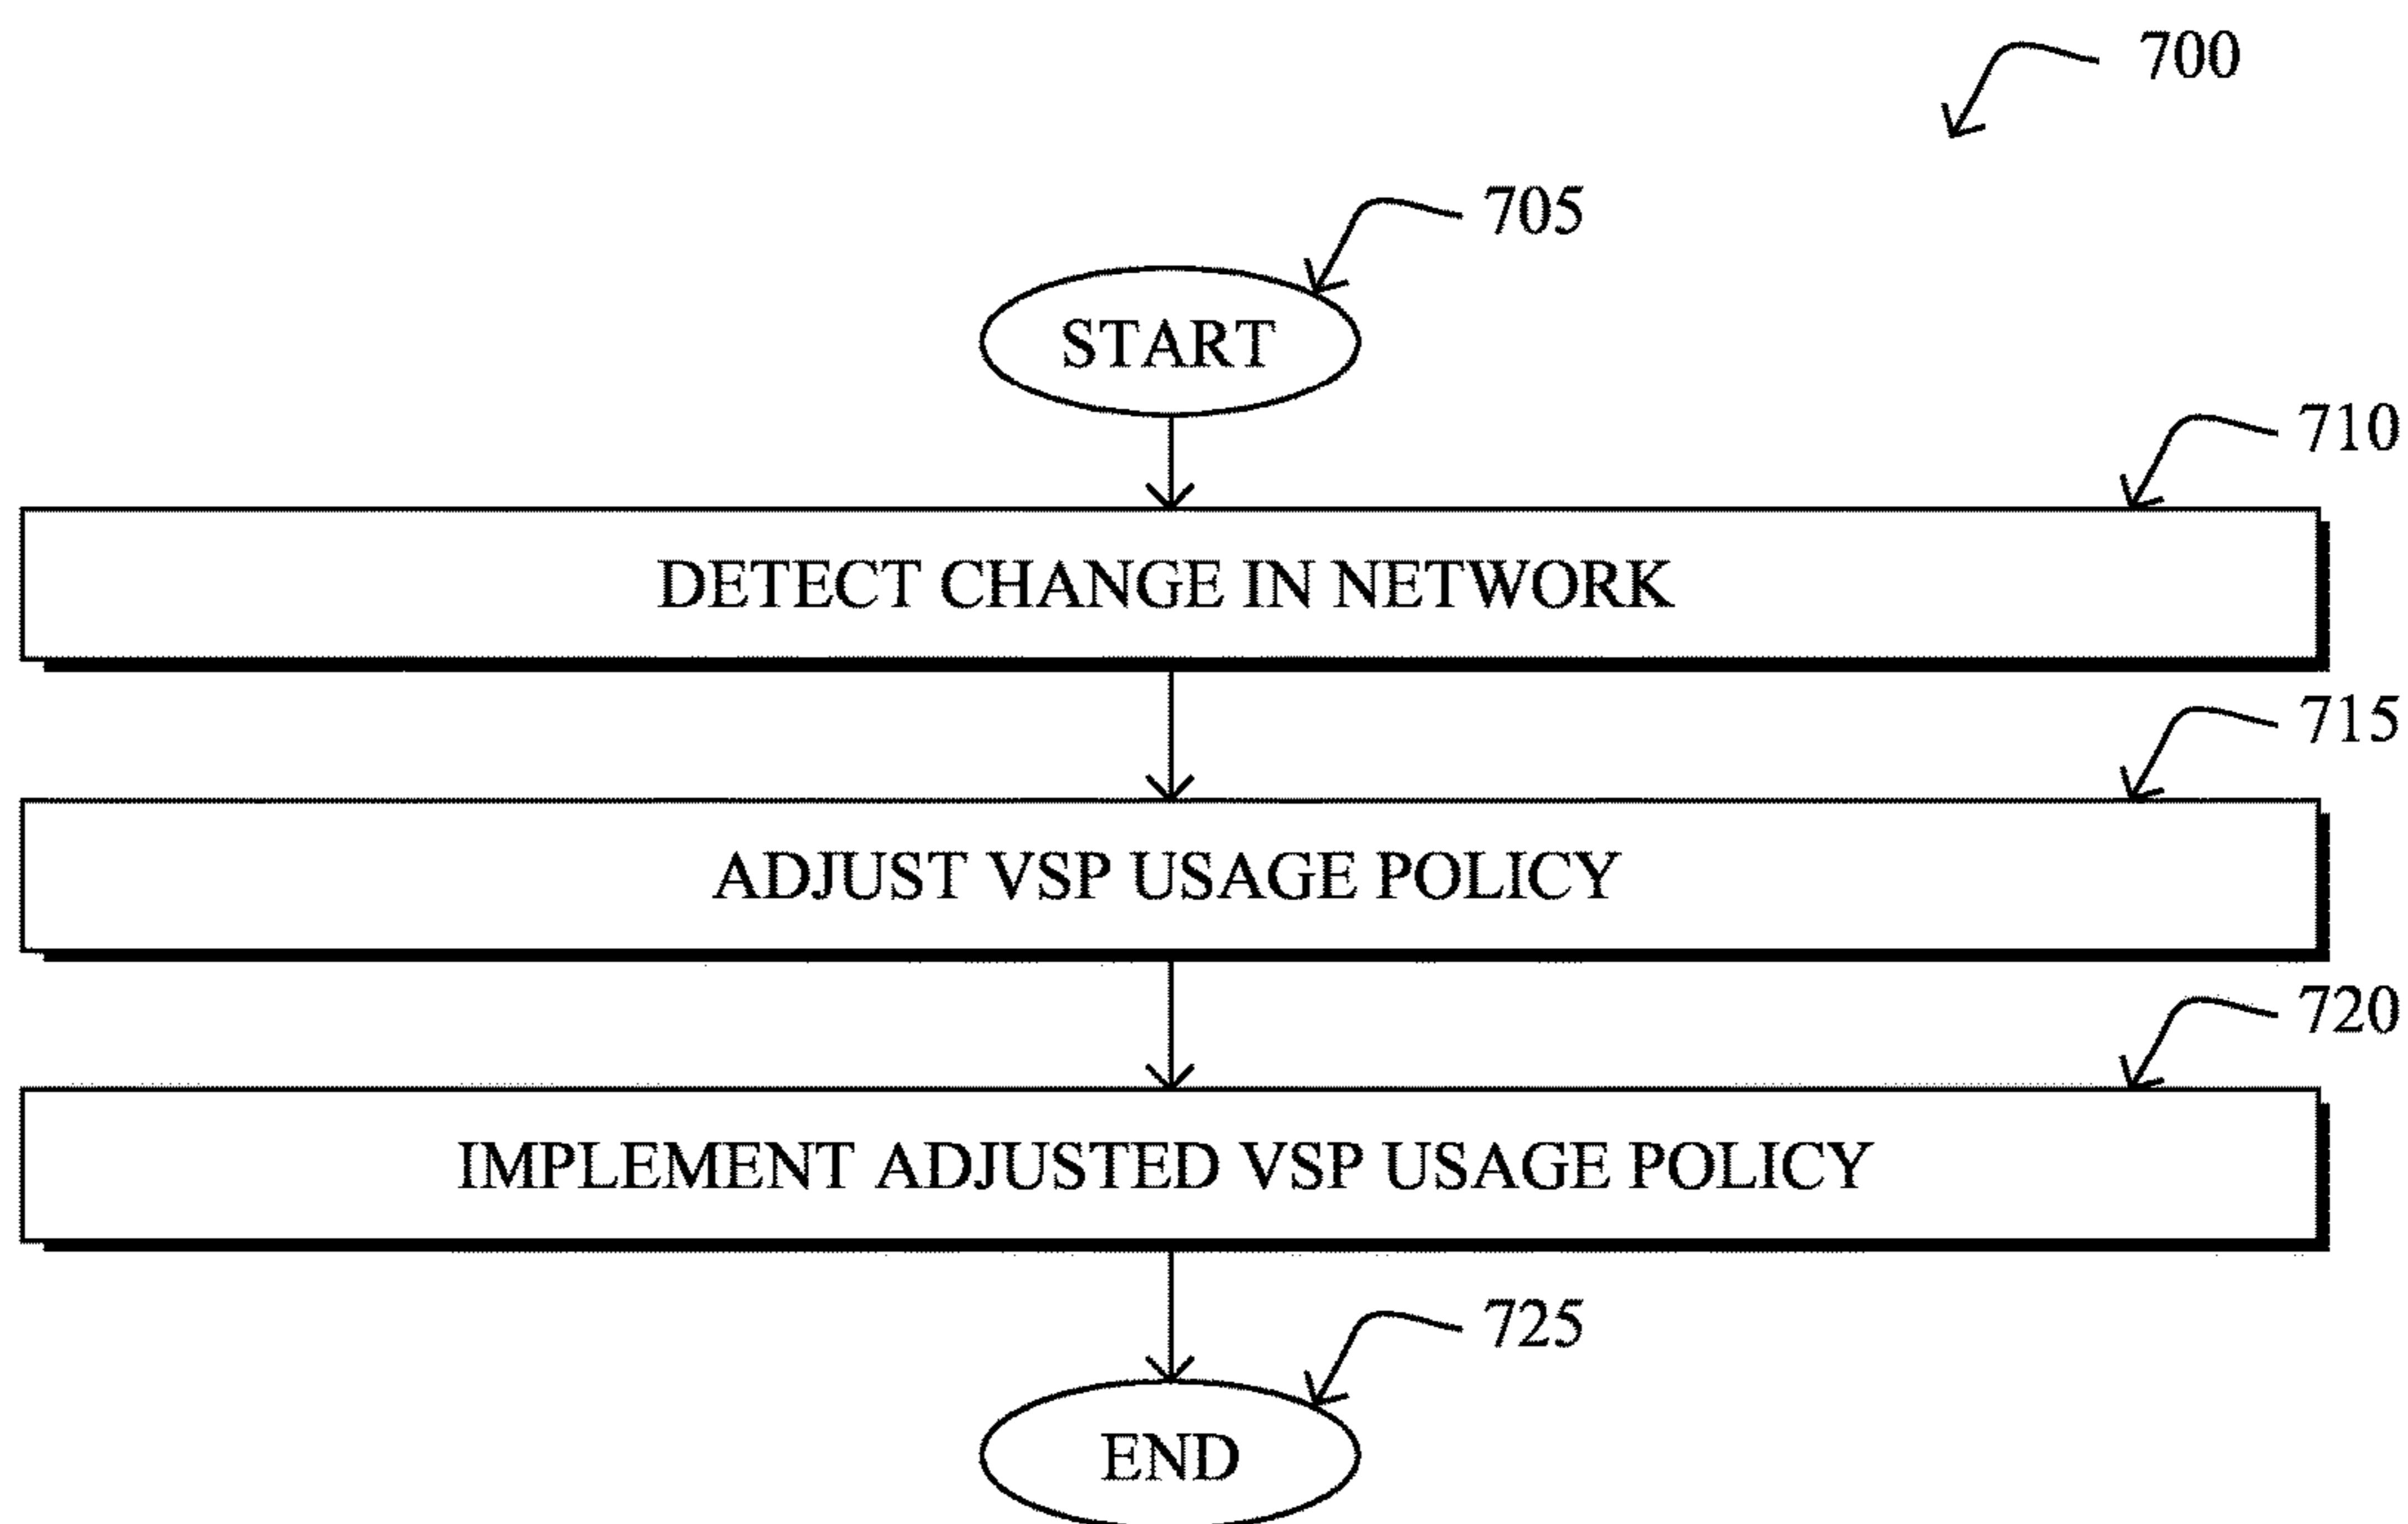 700
705
START
710
DETECT CHANGE IN NETWORK
715
ADJUST VSP USAGE POLICY
720
IMPLEMENT ADJUSTED VSP USAGE POLICY
725
END